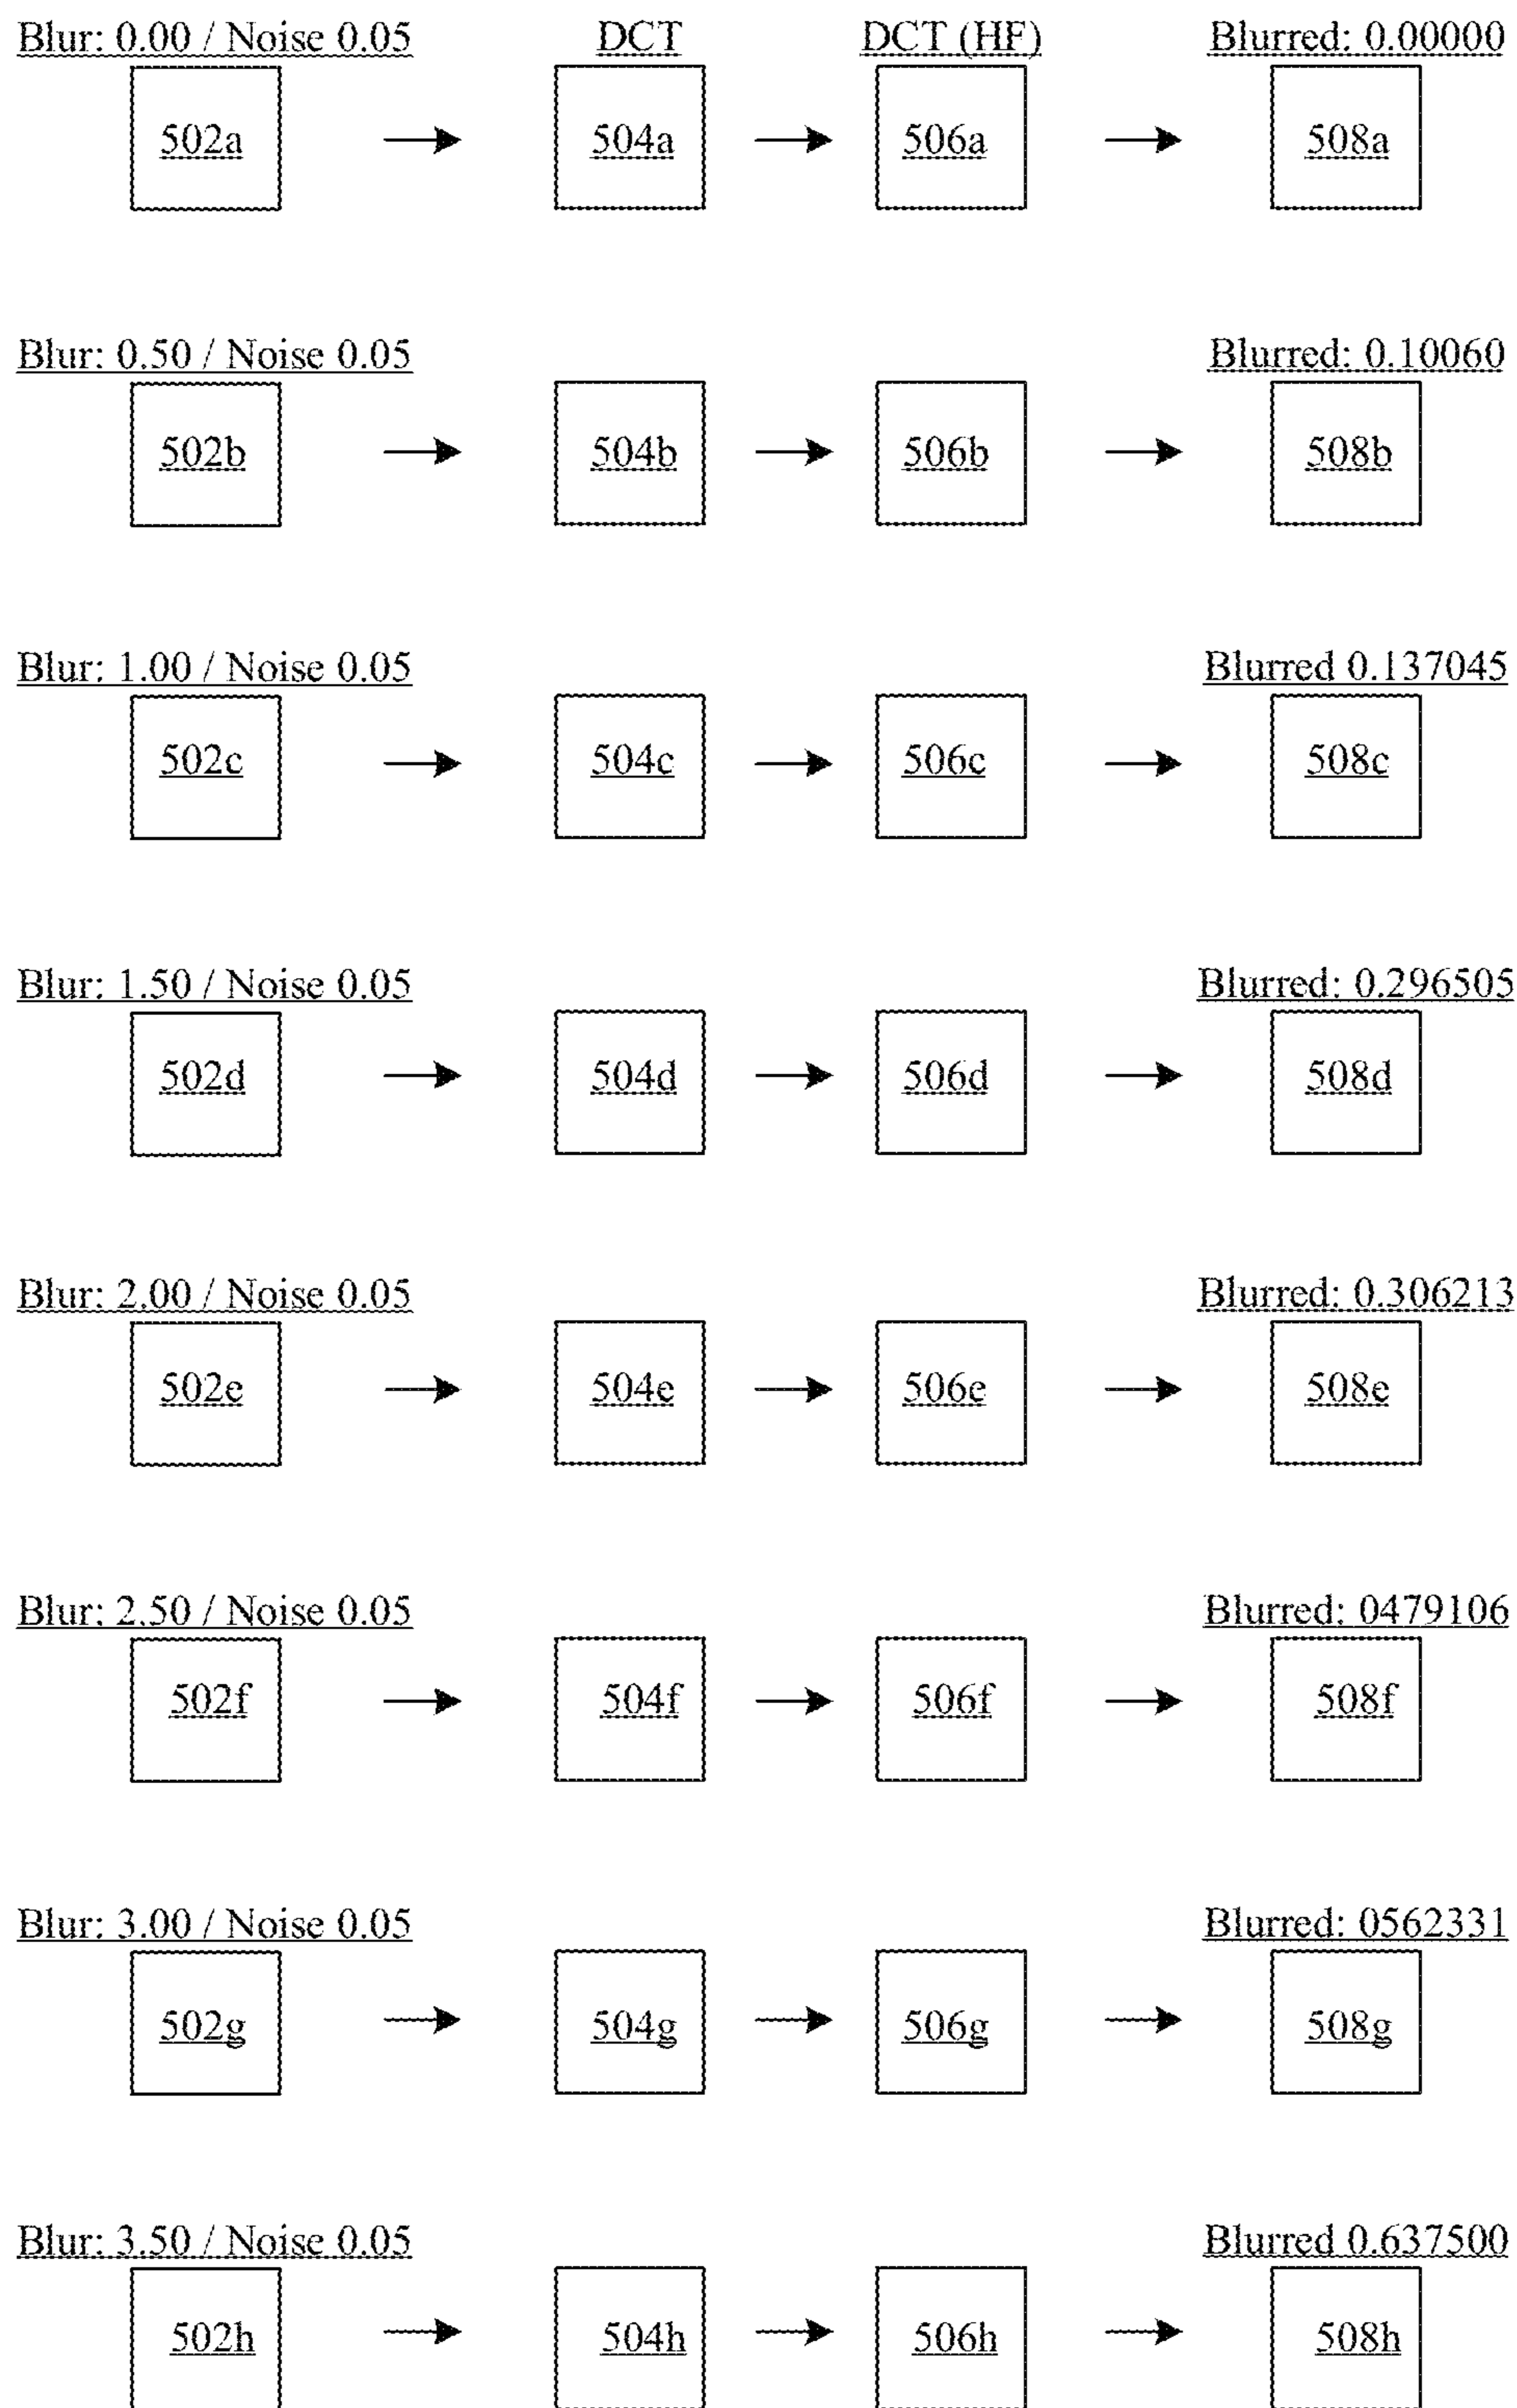 Blur: 0.00 / Noise 0.05 DCT DCT (HF) Blurred: 0.00000
502a 504a 506a 508a
Blur: 0.50 / Noise 0.05 Blurred: 0.10060
502b 504b 506b 508b
Blur: 1.00 / Noise 0.05 Blurred 0.137045
502c 504c 506c 508c
Blur: 1.50 / Noise 0.05 Blurred: 0.296505
502d 504d 506d 508d
Blur: 2.00 / Noise 0.05 Blurred: 0.306213
502e 504e 506e 508e
Blur: 2.50 / Noise 0.05 Blurred: 0479106
502f 504f 506f 508f
Blur: 3.00 / Noise 0.05 Blurred: 0562331
502g 504g 506g 508g
Blur: 3.50 / Noise 0.05 Blurred 0.637500
502h 504h 506h 508h